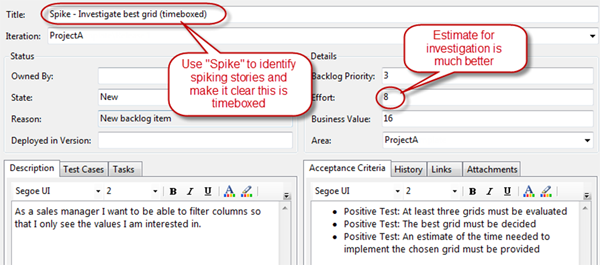 Title: Spike - Investigate best grid (timeboxed)
Iteration: ProjectA
Status
Owned By:
State: New
Reason: New backlog item
Deployed in Version:
Details
Backlog Priority: 3
Effort: 8
Business Value: 16
Area: ProjectA
Use "Spike" to identify
spiking stories and
make it clear this is
timeboxed
Estimate for
investigation is
much better
Description Test Cases Tasks
Segoe UI 2 B I U A
As a sales manager I want to be able to filter columns so
that I only see the values I am interested in.
Acceptance Criteria History Links Attachments
Segoe UI 2 B I U A
• Positive Test: At least three grids must be evaluated
• Positive Test: The best grid must be decided
• Positive Test: An estimate of the time needed to
implement the chosen grid must be provided